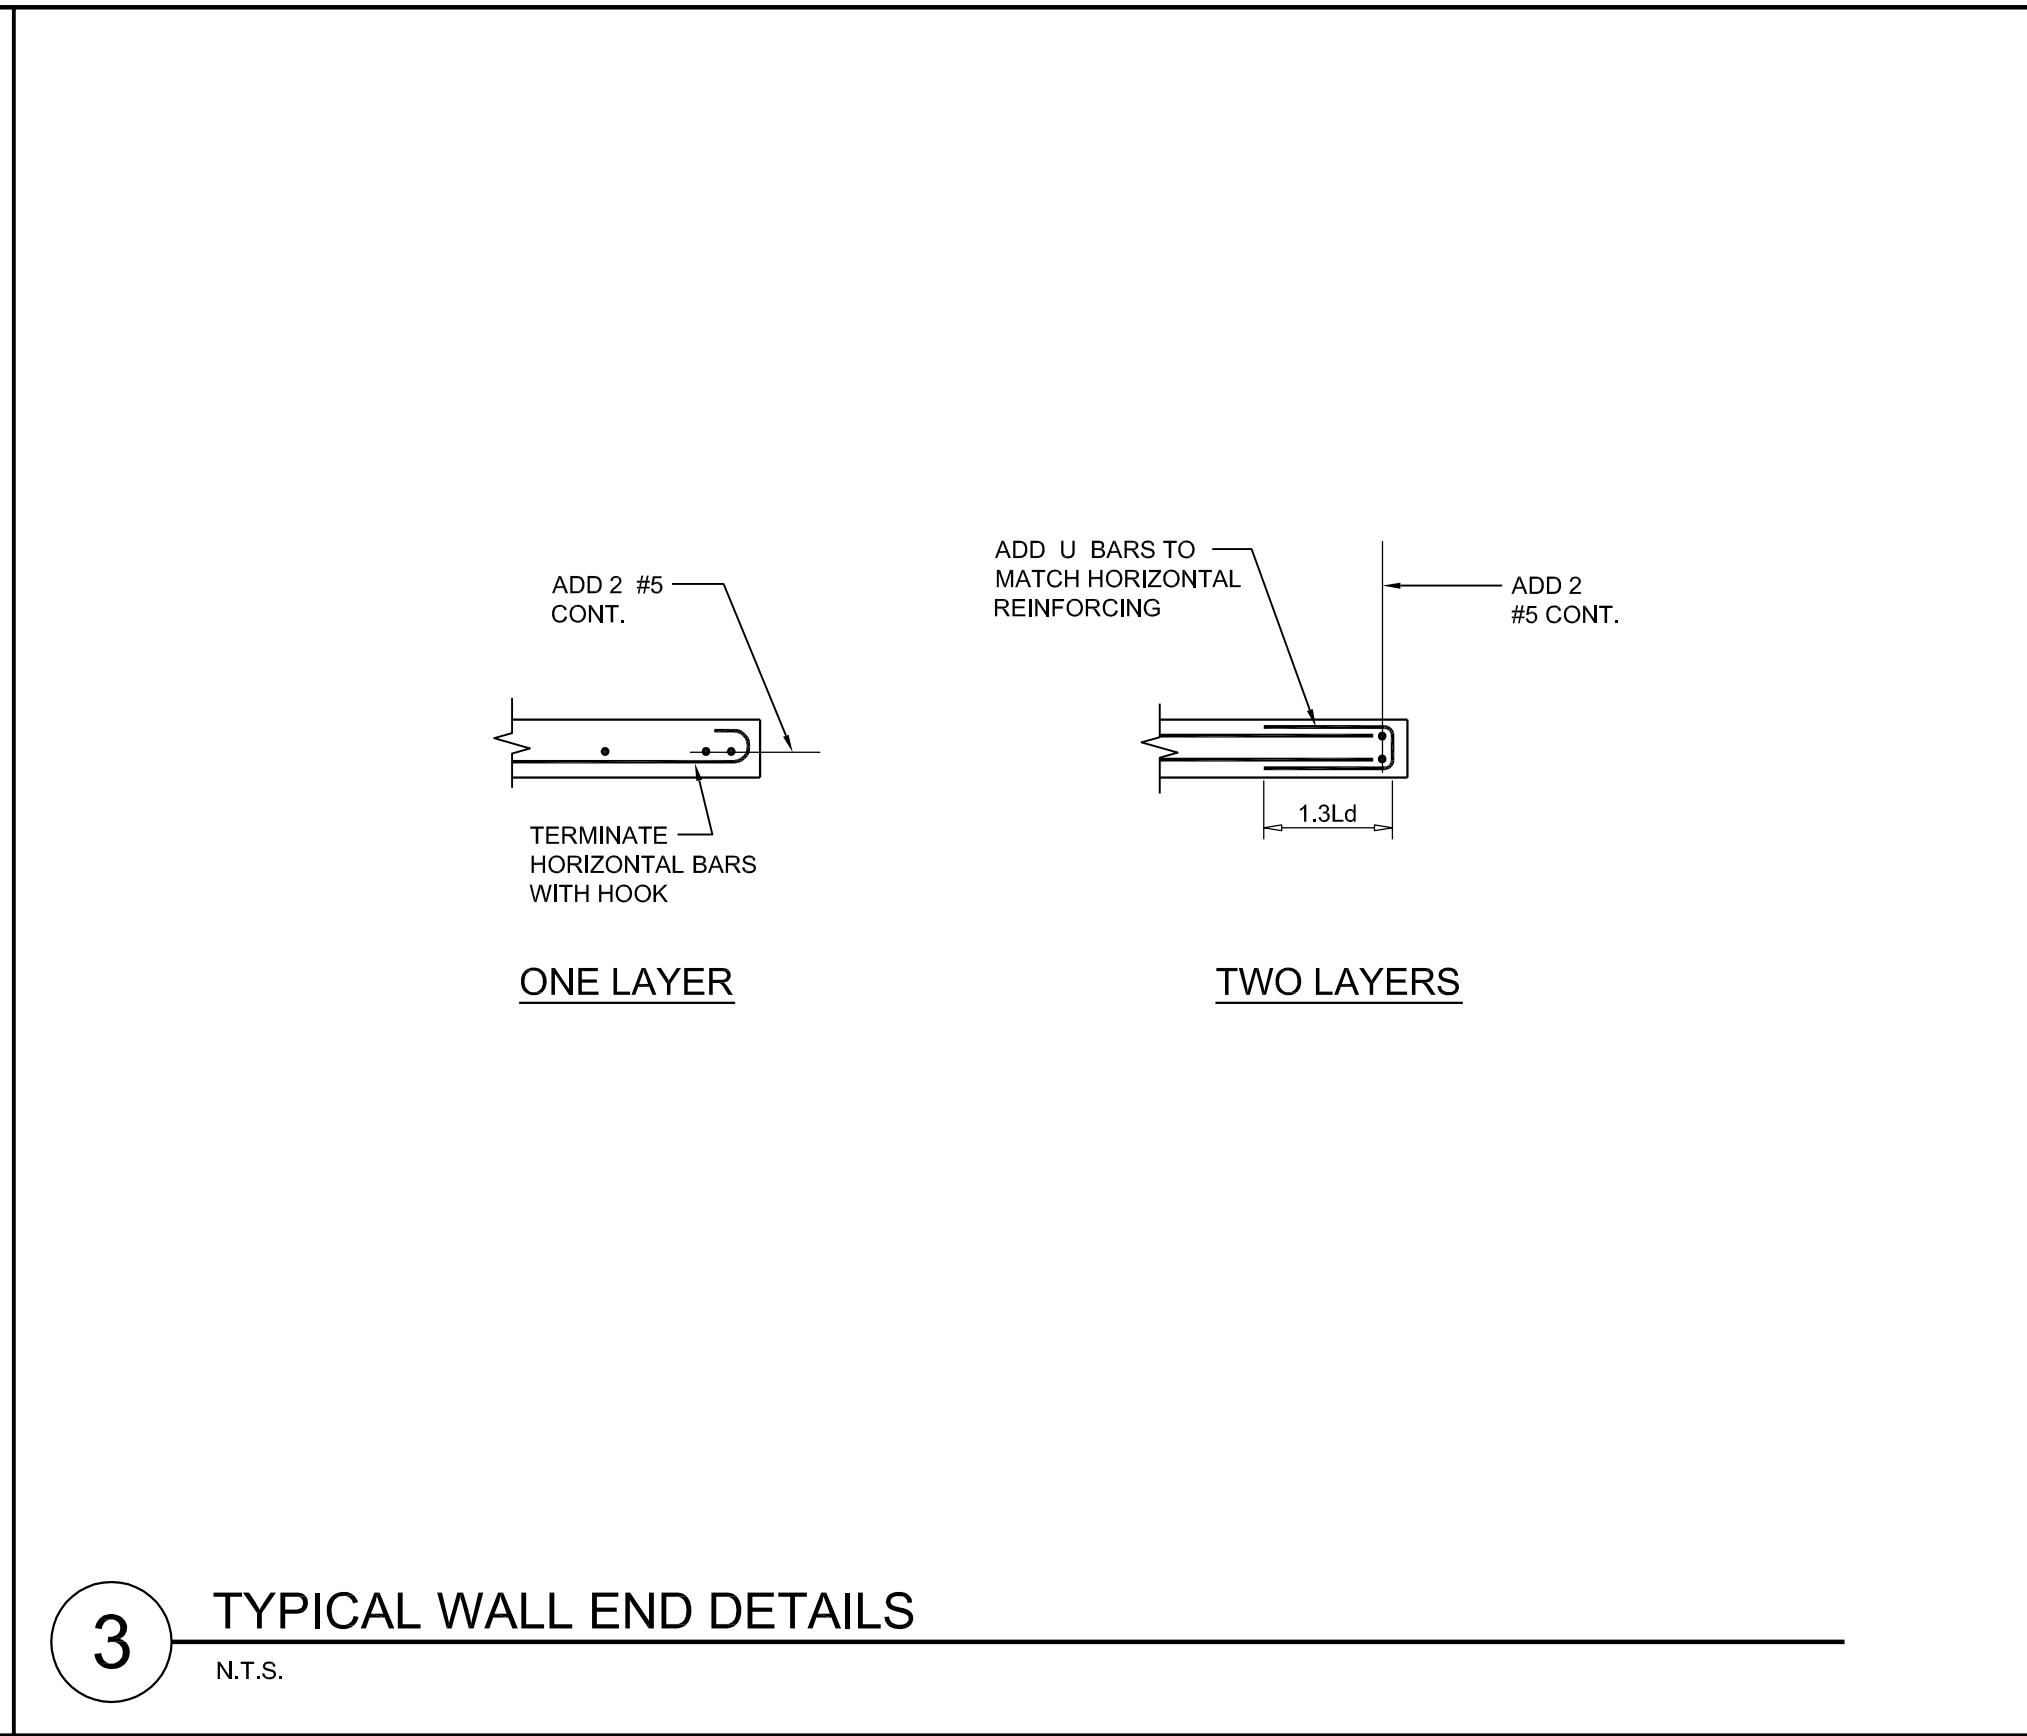 ADD 2 #5
CONT.
TERMINATE
HORIZONTAL BARS
WITH HOOK
ONE LAYER
ADD U BARS TO
MATCH HORIZONTAL
REINFORCING
ADD 2
#5 CONT.
1.3Ld
TWO LAYERS
3
TYPICAL WALL END DETAILS
N.T.S.